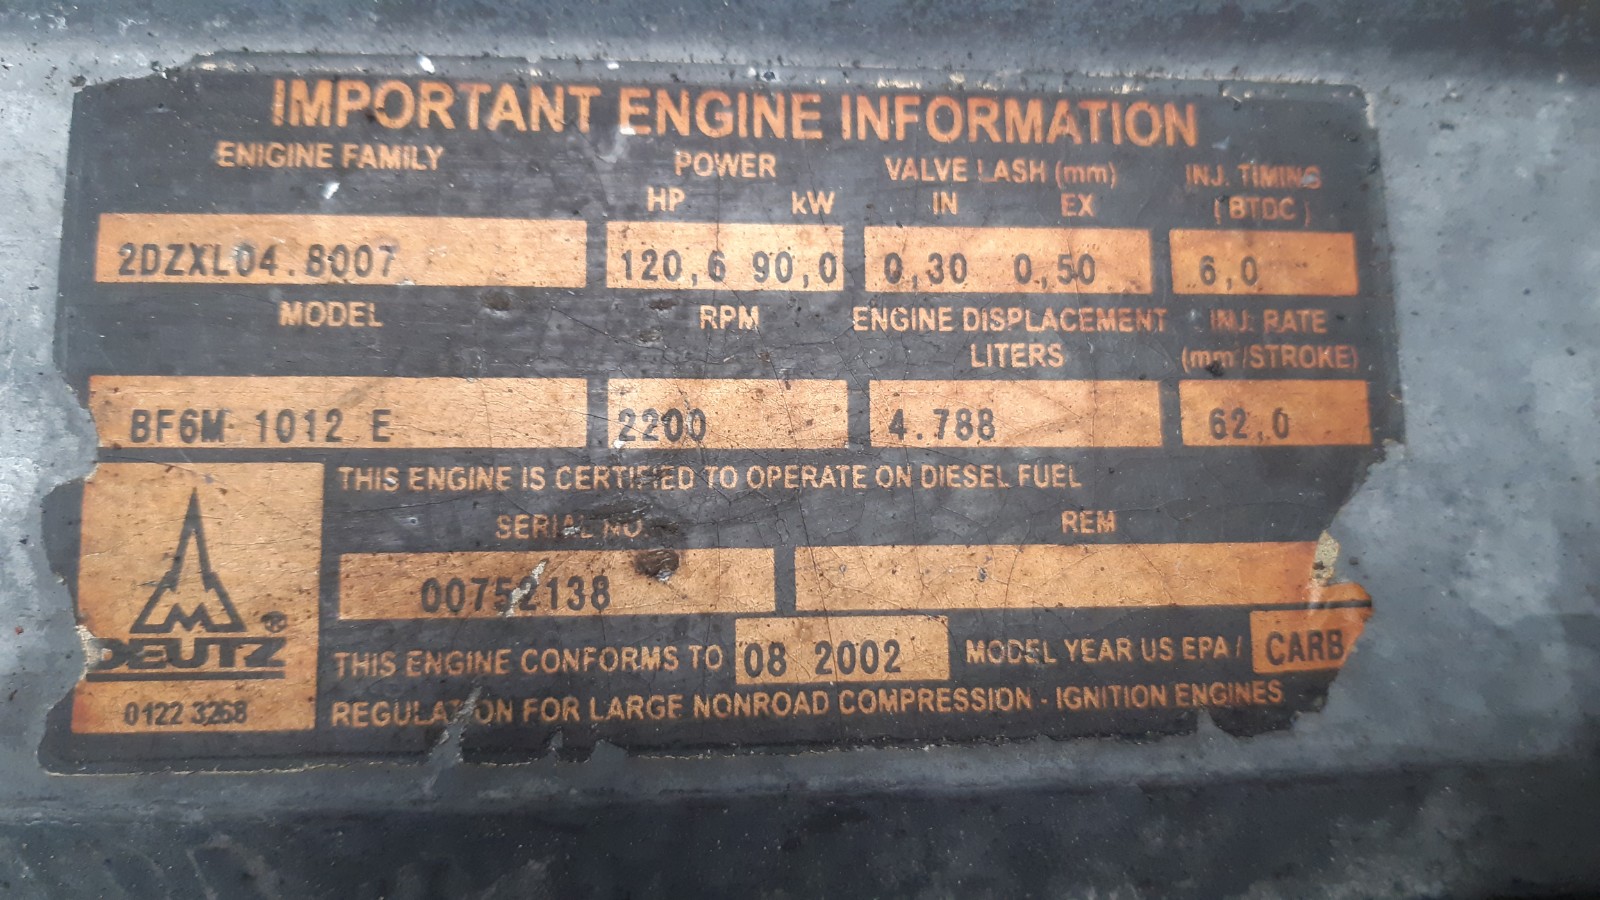 IMPORTANT ENGINE INFORMATION
ENIGINE FAMILY POWER VALVE LASH (mm) INJ. TIMING
HP kW IN EX (BTDC)
2DZXL04.8007 120,6 90,0 0,30 0,50 6,0
MODEL RPM ENGINE DISPLACEMENT INJ. RATE
LITERS (mm³/STROKE)
BF6M 1012 E 2200 4.788 62,0
THIS ENGINE IS CERTIFIED TO OPERATE ON DIESEL FUEL
SERIAL NO. REM
00752138
DEUTZ®
THIS ENGINE CONFORMS TO 08 2002 MODEL YEAR US EPA / CARB
0122 3268
REGULATION FOR LARGE NONROAD COMPRESSION - IGNITION ENGINES